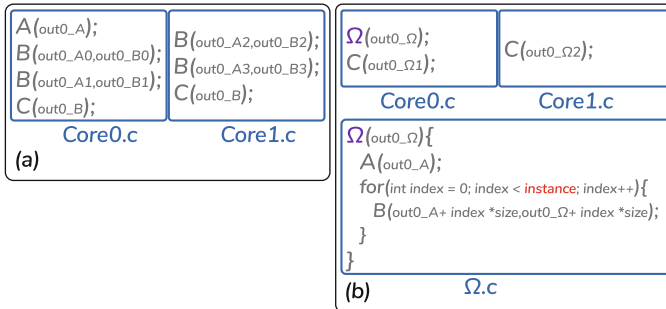 A(out0_A);
B(out0_A0,out0_B0);
B(out0_A1,out0_B1);
C(out0_B);
Core0.c
B(out0_A2,out0_B2);
B(out0_A3,out0_B3);
C(out0_B);
Core1.c
(a)
Ω(out0_Ω);
C(out0_Ω1);
Core0.c
C(out0_Ω2);
Core1.c
Ω(out0_Ω){
A(out0_A);
for(int index = 0; index < instance; index++){
B(out0_A+ index *size,out0_Ω+ index *size);
}
}
Ω.c
(b)